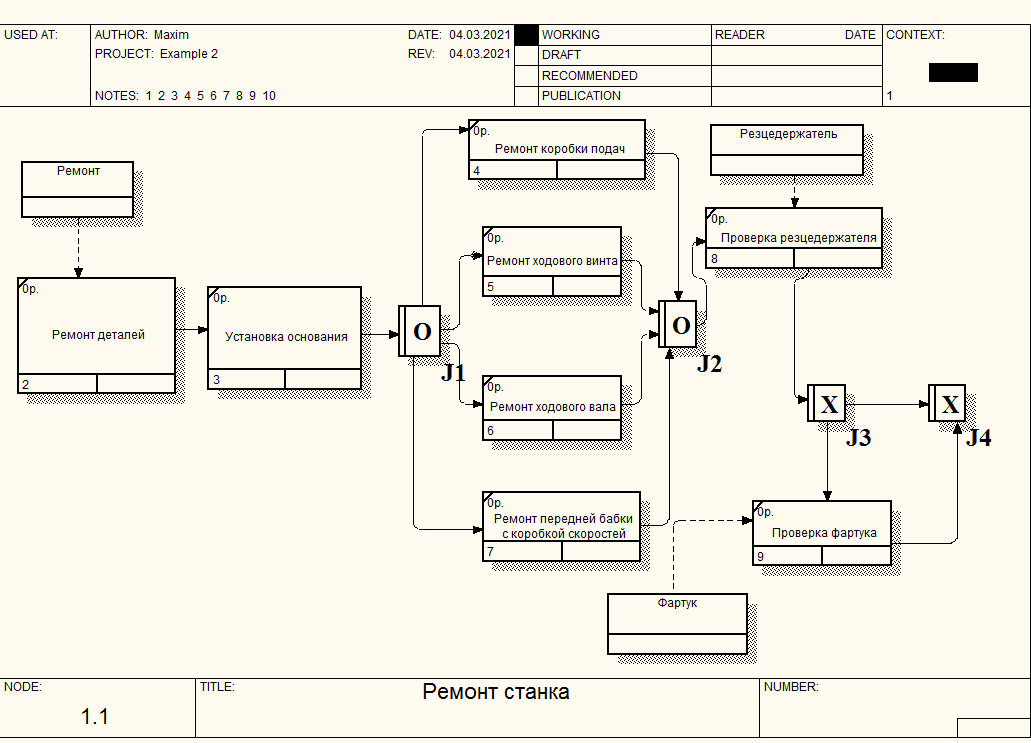 USED AT:
AUTHOR: Maxim
DATE: 04.03.2021
WORKING
READER
DATE
CONTEXT:
PROJECT: Example 2
REV: 04.03.2021
DRAFT
RECOMMENDED
NOTES: 1 2 3 4 5 6 7 8 9 10
PUBLICATION
1
0р.
Ремонт коробки подач
4
Резцедержатель
Ремонт
0р.
Проверка резцедержателя
8
0р.
Ремонт ходового винта
5
0р.
Ремонт деталей
2
0р.
Установка основания
3
O
J1
O
J2
0р.
Ремонт ходового вала
6
X
J3
X
J4
0р.
Ремонт передней бабки
с коробкой скоростей
7
0р.
Проверка фартука
9
Фартук
NODE:
1.1
TITLE:
Ремонт станка
NUMBER: